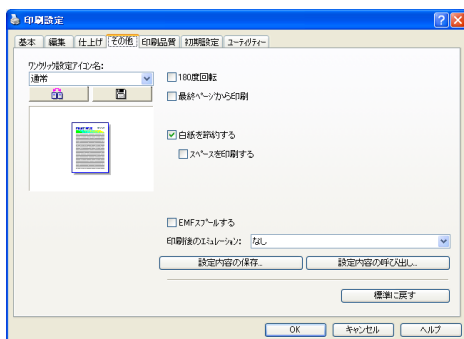 印刷設定
基本 編集 仕上げ その他 印刷品質 初期設定 ユーティリティー
ワンクリック設定アイコン名:
通常
180度回転
最終ページから印刷
白紙を節約する
スペースを印刷する
EMFスプールする
印刷後のエミュレーション: なし
設定内容の保存... 設定内容の呼び出し...
標準に戻す
OK キャンセル ヘルプ